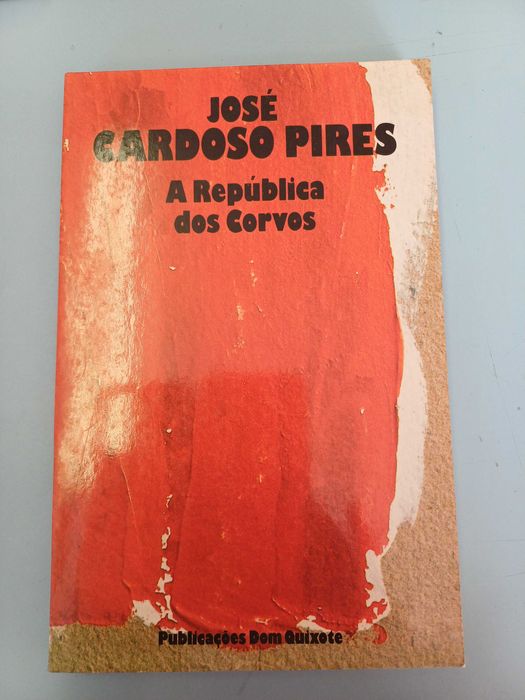 JOSÉ
CARDOSO PIRES
A República
dos Corvos
Publicações Dom Quixote